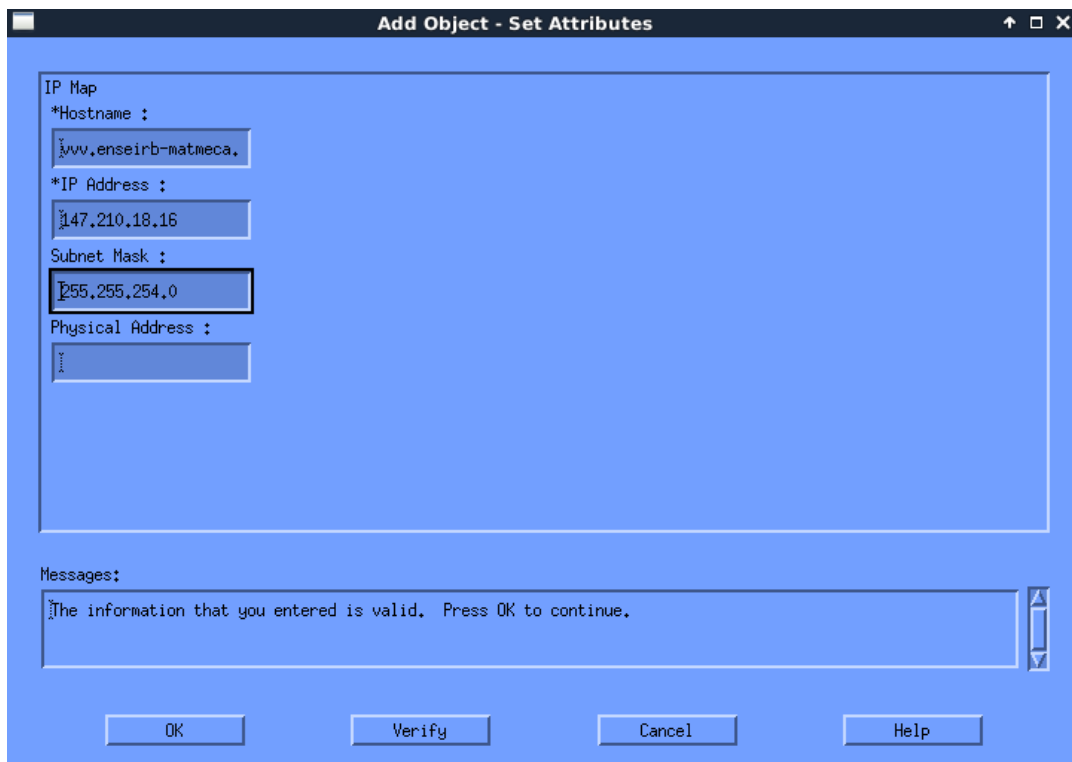 Add Object - Set Attributes
IP Map
*Hostname :
www.enseirb-matmeca.
*IP Address :
147.210.18.16
Subnet Mask :
255.255.254.0
Physical Address :
Messages:
The information that you entered is valid. Press OK to continue.
OK Verify Cancel Help